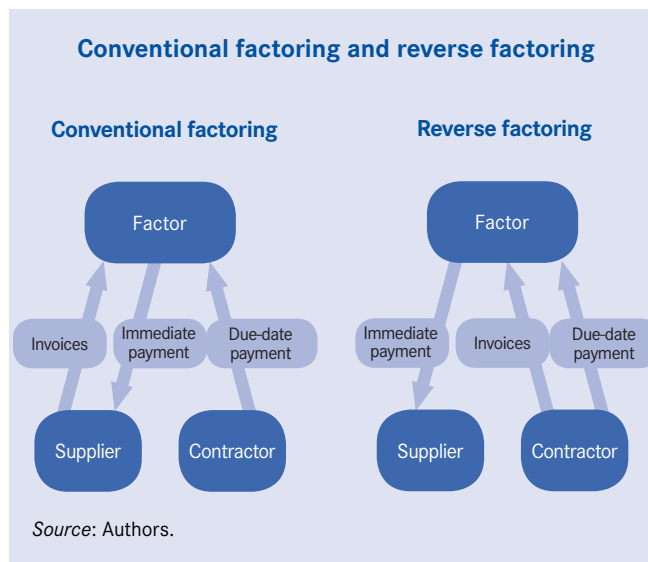 Conventional factoring and reverse factoring
Conventional factoring
Factor
Invoices
Immediate
payment
Due-date
payment
Supplier
Contractor
Reverse factoring
Factor
Immediate
payment
Invoices
Due-date
payment
Supplier
Contractor
Source: Authors.